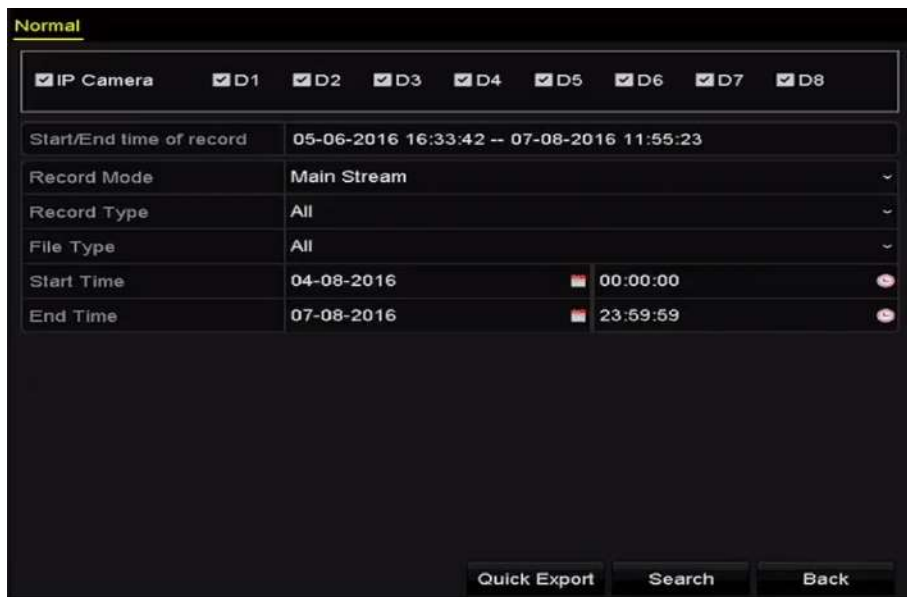 Normal
IP Camera D1 D2 D3 D4 D5 D6 D7 D8
Start/End time of record 05-06-2016 16:33:42 -- 07-08-2016 11:55:23
Record Mode Main Stream
Record Type All
File Type All
Start Time 04-08-2016 00:00:00
End Time 07-08-2016 23:59:59
Quick Export Search Back